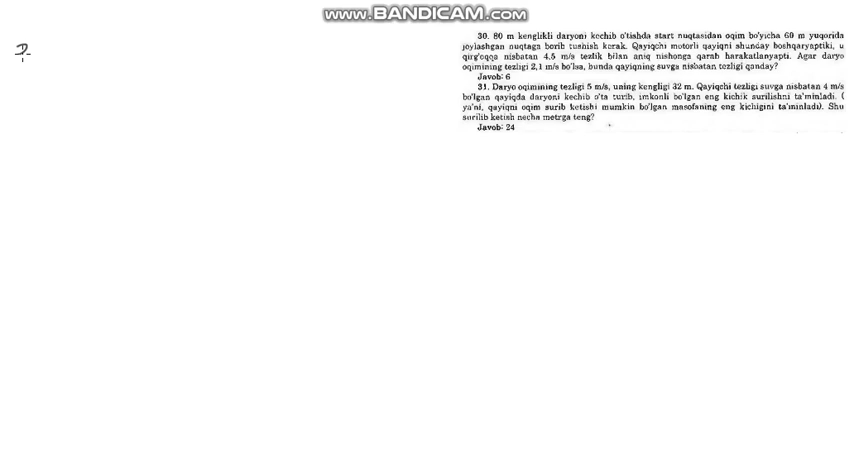 www.BANDICAM.com
30. 80 m kenglikli daryoni kechib o'tishda start nuqtasidan oqim bo'yicha 60 m yuqorida
joylashgan nuqtaga borib tushish kerak. Qayiqchi motorli qayiqni shunday boshqaryaptiki, u
qirg'oqqa nisbatan 4,5 m/s tezlik bilan aniq nishonga qarab harakatlanyapti. Agar daryo
oqimining tezligi 2,1 m/s bo'lsa, bunda qayiqning suvga nisbatan tezligi qanday?
Javob: 6
31. Daryo oqimining tezligi 5 m/s, uning kengligi 32 m. Qayiqchi tezligi suvga nisbatan 4 m/s
bo'lgan qayiqda daryoni kechib o'ta turib, imkonli bo'lgan eng kichik surilishni ta'minladi. (
ya'ni, qayiqni oqim surib ketishi mumkin bo'lgan masofaning eng kichigini ta'minladi). Shu
surilib ketish necha metrga teng?
Javob: 24